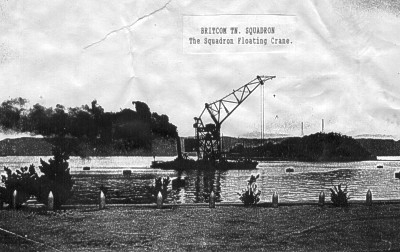 BRITCOM TN. SQUADRON
The Squadron Floating Crane.